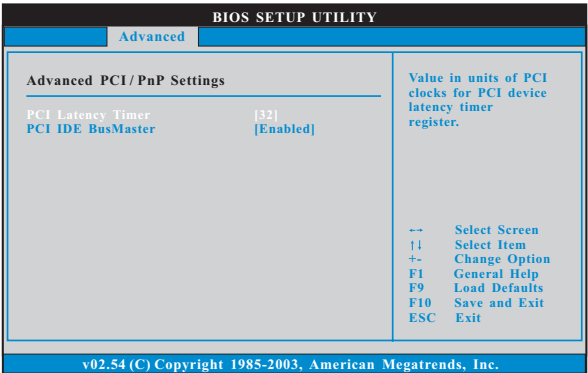 BIOS SETUP UTILITY
Advanced
Advanced PCI / PnP Settings
PCI Latency Timer [32]
PCI IDE BusMaster [Enabled]
Value in units of PCI
clocks for PCI device
latency timer
register.
←→ Select Screen
↑↓ Select Item
+- Change Option
F1 General Help
F9 Load Defaults
F10 Save and Exit
ESC Exit
v02.54 (C) Copyright 1985-2003, American Megatrends, Inc.